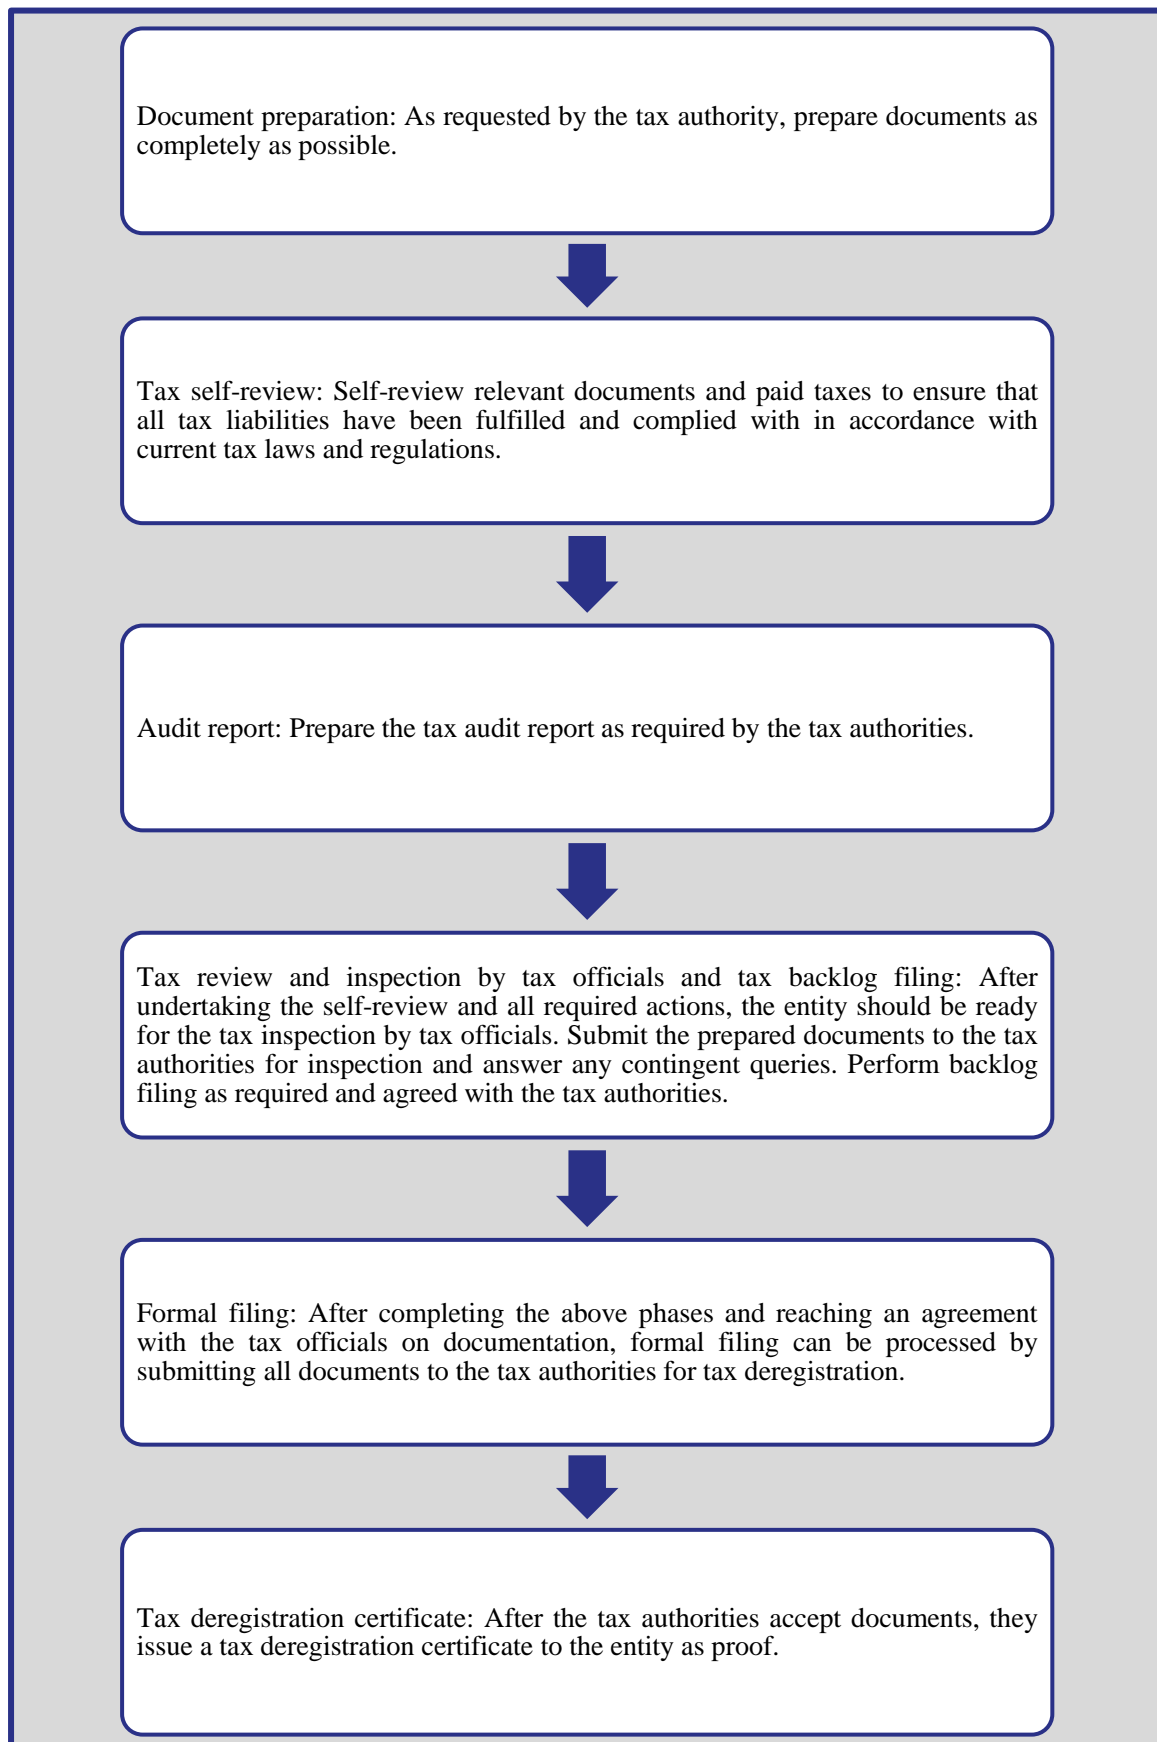 Document preparation: As requested by the tax authority, prepare documents as
completely as possible.
Tax self-review: Self-review relevant documents and paid taxes to ensure that
all tax liabilities have been fulfilled and complied with in accordance with
current tax laws and regulations.
Audit report: Prepare the tax audit report as required by the tax authorities.
Tax review and inspection by tax officials and tax backlog filing: After
undertaking the self-review and all required actions, the entity should be ready
for the tax inspection by tax officials. Submit the prepared documents to the tax
authorities for inspection and answer any contingent queries. Perform backlog
filing as required and agreed with the tax authorities.
Formal filing: After completing the above phases and reaching an agreement
with the tax officials on documentation, formal filing can be processed by
submitting all documents to the tax authorities for tax deregistration.
Tax deregistration certificate: After the tax authorities accept documents, they
issue a tax deregistration certificate to the entity as proof.